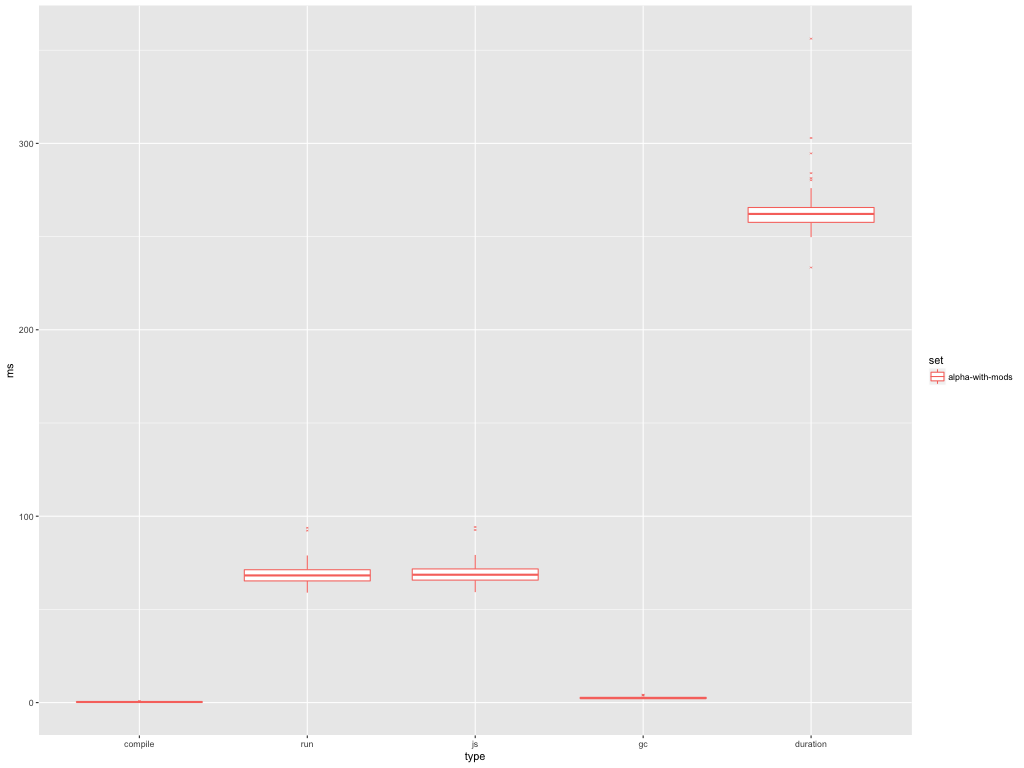 300
200
100
0
ms
compile run js gc duration
type
set
alpha-with-mods